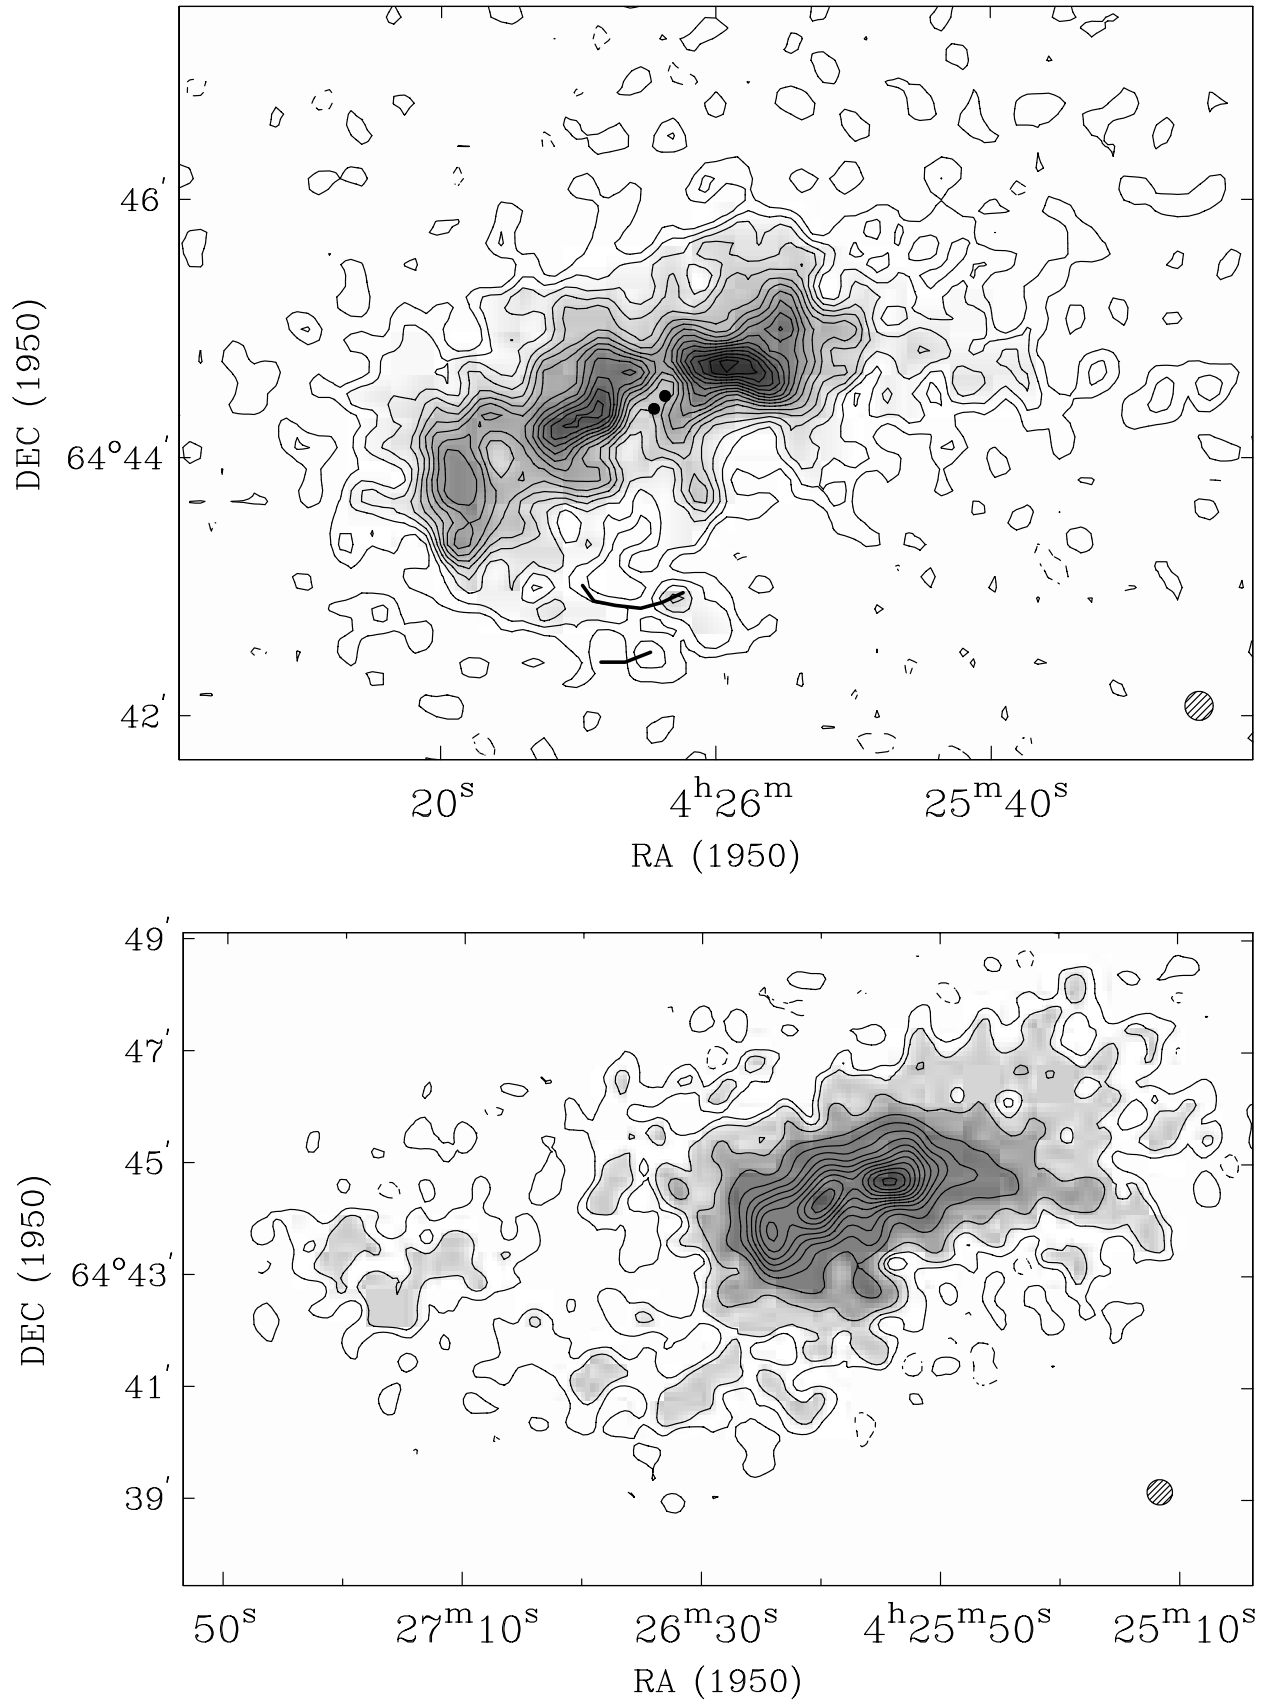 46′
DEC (1950)
64°44′
42′
20ˢ 4ʰ26ᵐ 25ᵐ40ˢ
RA (1950)
49′
47′
45′
DEC (1950)
64°43′
41′
39′
50ˢ 27ᵐ10ˢ 26ᵐ30ˢ 4ʰ25ᵐ50ˢ 25ᵐ10ˢ
RA (1950)